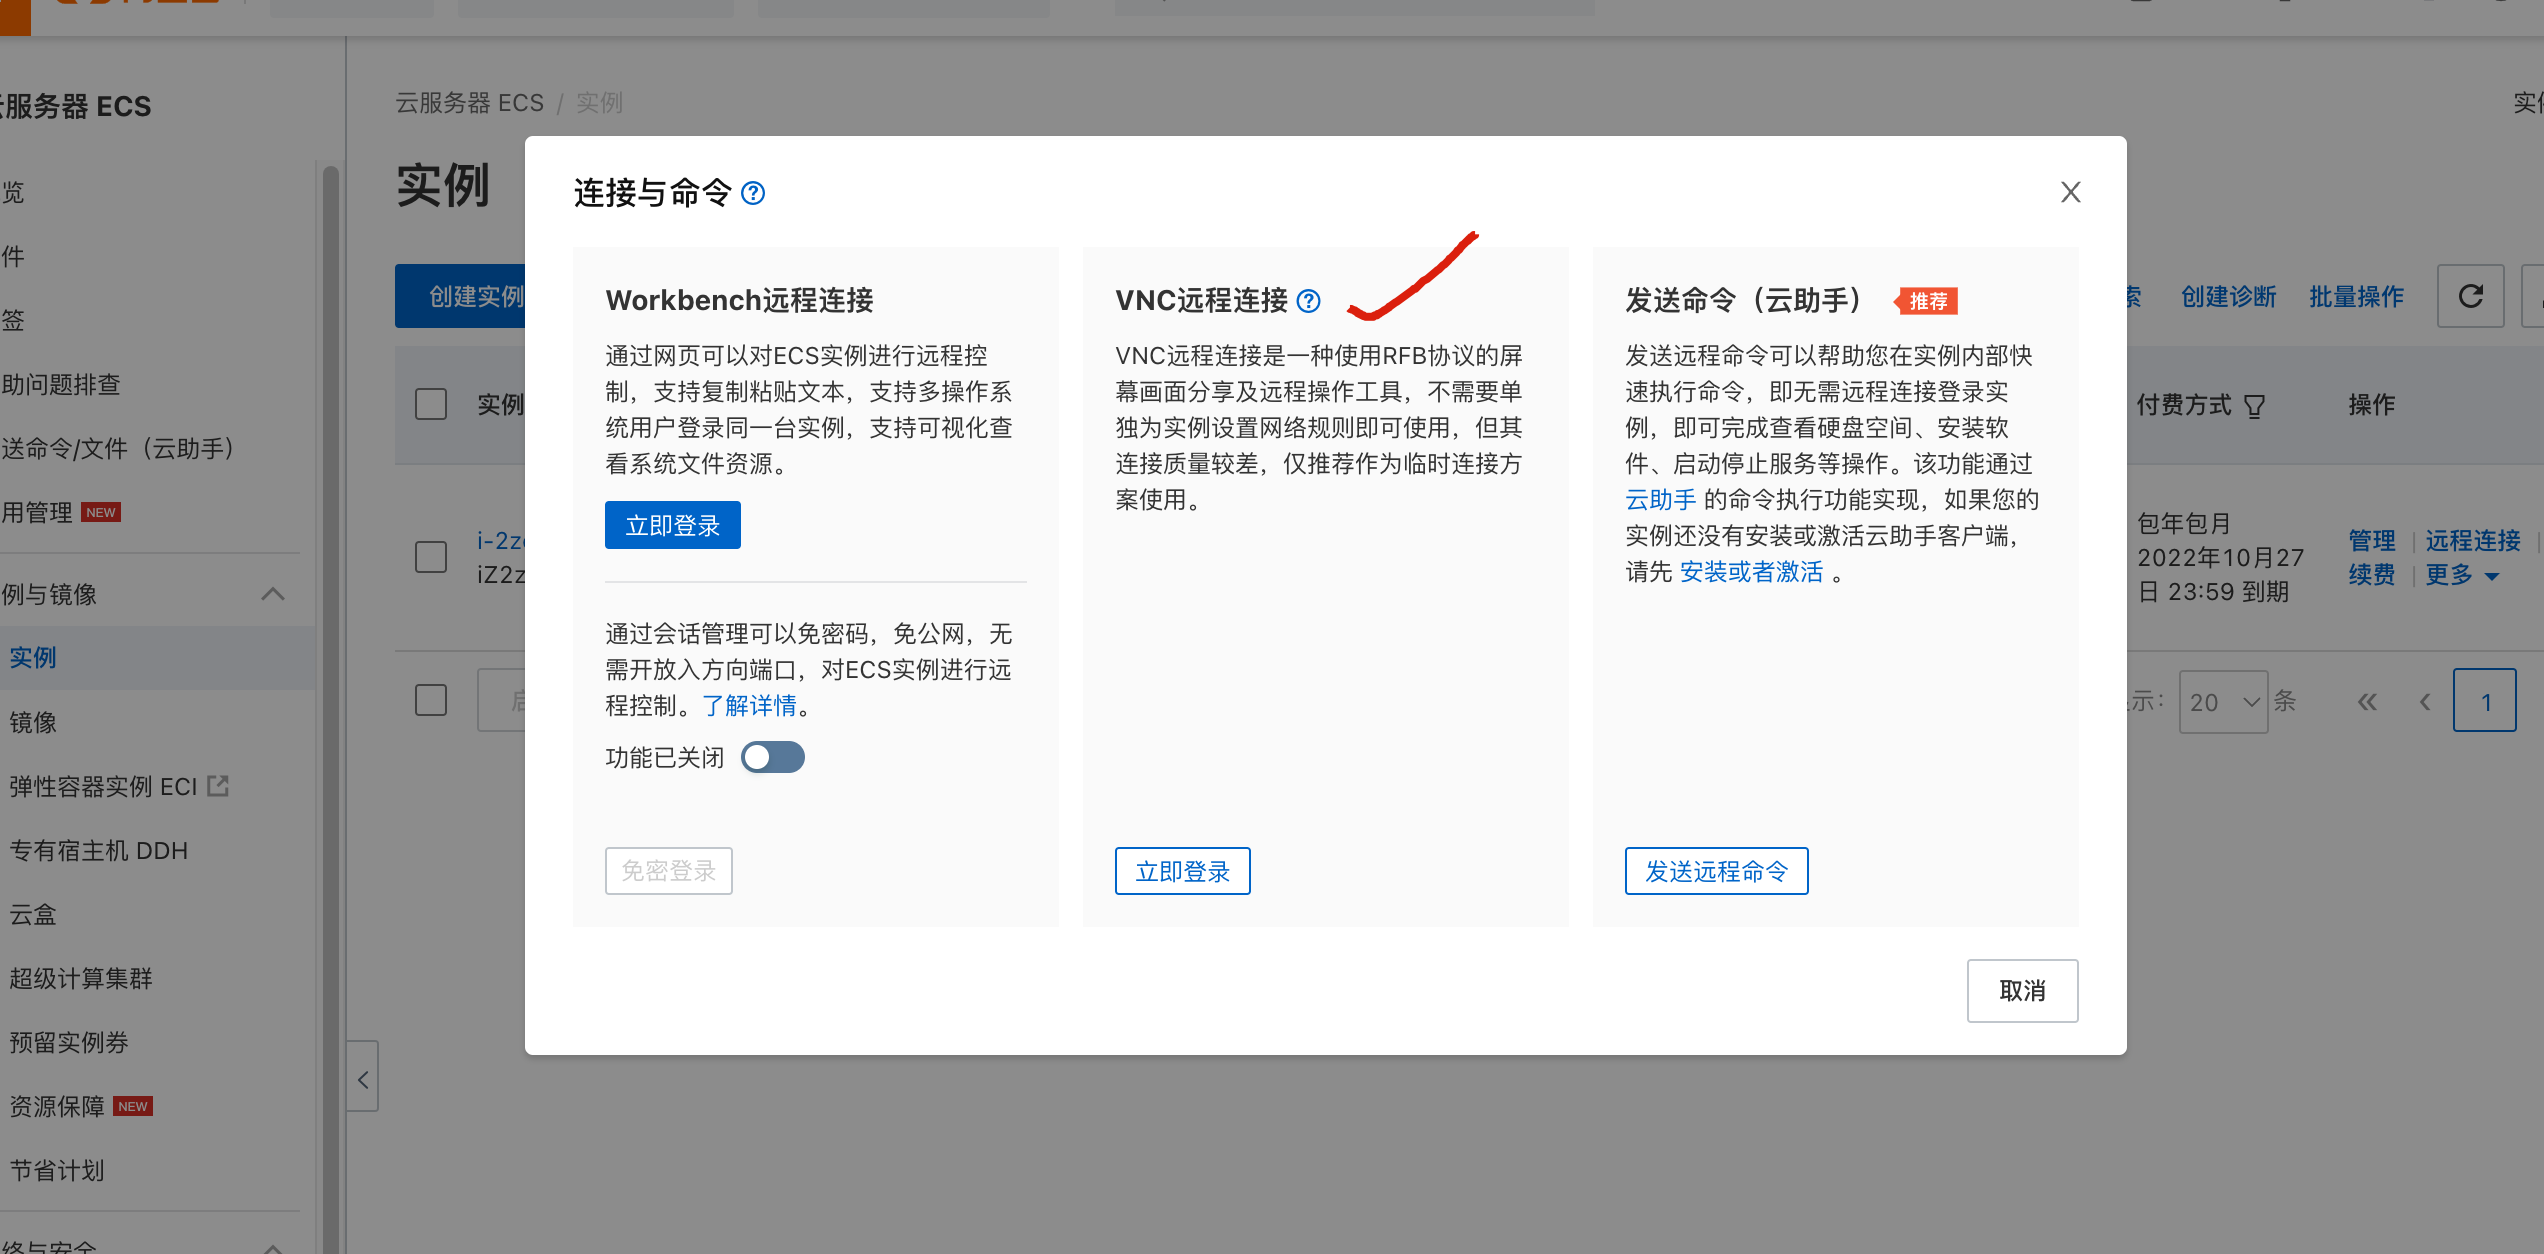 云服务器 ECS
云服务器 ECS / 实例
览
件
签
助问题排查
送命令/文件（云助手）
用管理 NEW
例与镜像
实例
镜像
弹性容器实例 ECI
专有宿主机 DDH
云盒
超级计算集群
预留实例券
资源保障 NEW
节省计划
络与安全
实例
创建实例
实例
i-2z
iZ2z
连接与命令 ?
X
Workbench远程连接
通过网页可以对ECS实例进行远程控
制，支持复制粘贴文本，支持多操作系
统用户登录同一台实例，支持可视化查
看系统文件资源。
立即登录
通过会话管理可以免密码，免公网，无
需开放入方向端口，对ECS实例进行远
程控制。了解详情。
功能已关闭
免密登录
VNC远程连接 ?
VNC远程连接是一种使用RFB协议的屏
幕画面分享及远程操作工具，不需要单
独为实例设置网络规则即可使用，但其
连接质量较差，仅推荐作为临时连接方
案使用。
立即登录
发送命令（云助手） 推荐
发送远程命令可以帮助您在实例内部快
速执行命令，即无需远程连接登录实
例，即可完成查看硬盘空间、安装软
件、启动停止服务等操作。该功能通过
云助手 的命令执行功能实现，如果您的
实例还没有安装或激活云助手客户端，
请先 安装或者激活 。
发送远程命令
取消
索 创建诊断 批量操作
付费方式 操作
包年包月
2022年10月27
日 23:59 到期
管理 远程连接
续费 更多
示： 20 条 1